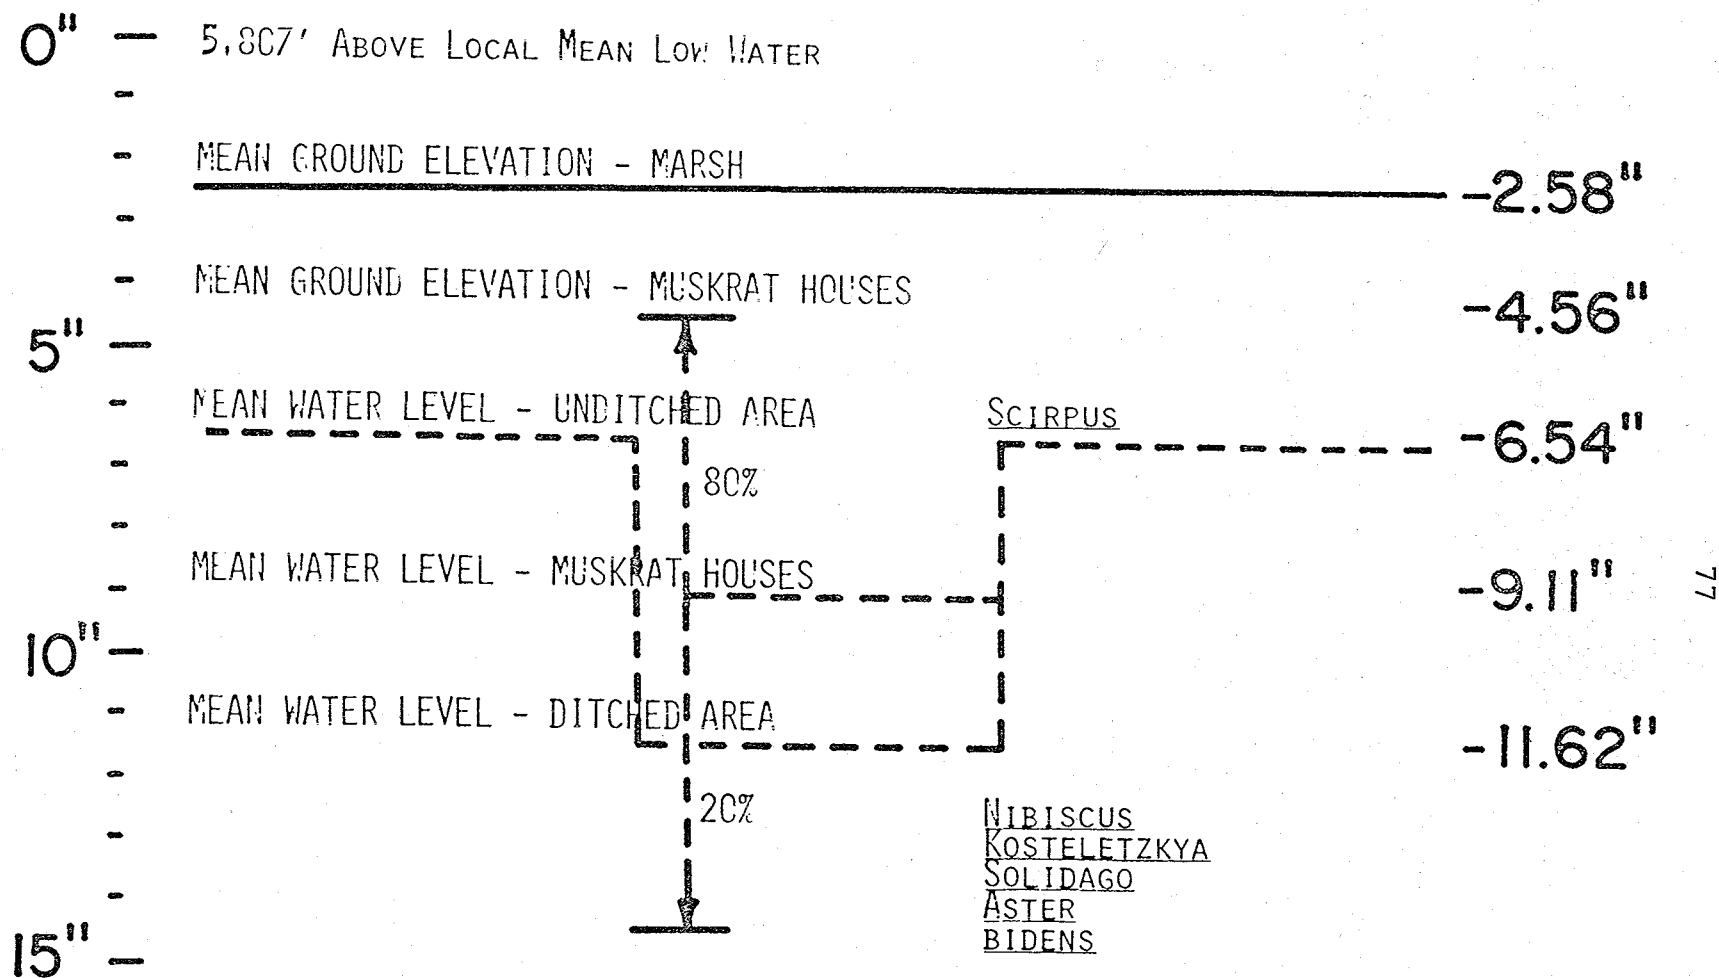 0" — 5,807' ABOVE LOCAL MEAN LOW WATER
MEAN GROUND ELEVATION - MARSH
-2.58"
MEAN GROUND ELEVATION - MUSKRAT HOUSES
-4.56"
5"
MEAN WATER LEVEL - UNDITCHED AREA
SCIRPUS
-6.54"
80%
MEAN WATER LEVEL - MUSKRAT HOUSES
-9.11"
77
10"
MEAN WATER LEVEL - DITCHED AREA
-11.62"
20%
NIBISCUS
KOSTELETZKYA
SOLIDAGO
ASTER
BIDENS
15"